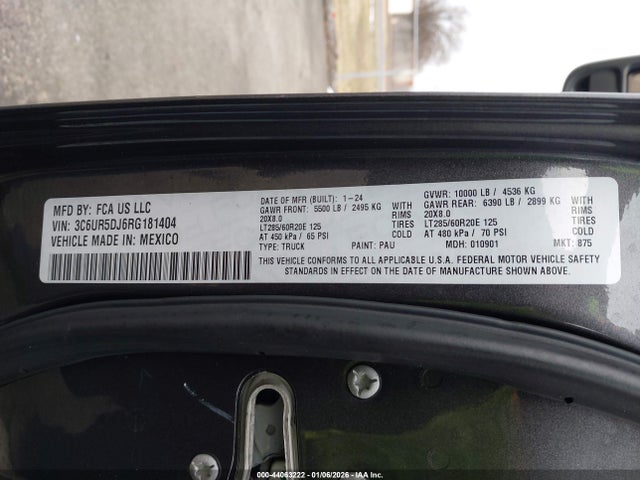 MFD BY: FCA US LLC
VIN: 3C6UR5DJ6RG181404
VEHICLE MADE IN: MEXICO
DATE OF MFR (BUILT): 1-24
GAWR FRONT: 5500 LB / 2495 KG WITH
20X8.0 RIMS
LT285/60R20E 125 TIRES
AT 450 kPa / 65 PSI COLD
TYPE: TRUCK PAINT: PAU
GVWR: 10000 LB / 4536 KG
GAWR REAR: 6390 LB / 2899 KG WITH
20X8.0 RIMS
LT285/60R20E 125 TIRES
AT 480 kPa / 70 PSI COLD
MDH: 010901 MKT: 875
THIS VEHICLE CONFORMS TO ALL APPLICABLE U.S.A. FEDERAL MOTOR VEHICLE SAFETY
STANDARDS IN EFFECT ON THE DATE OF MANUFACTURE SHOWN ABOVE.
000-44063222 - 01/06/2026 - IAA Inc.